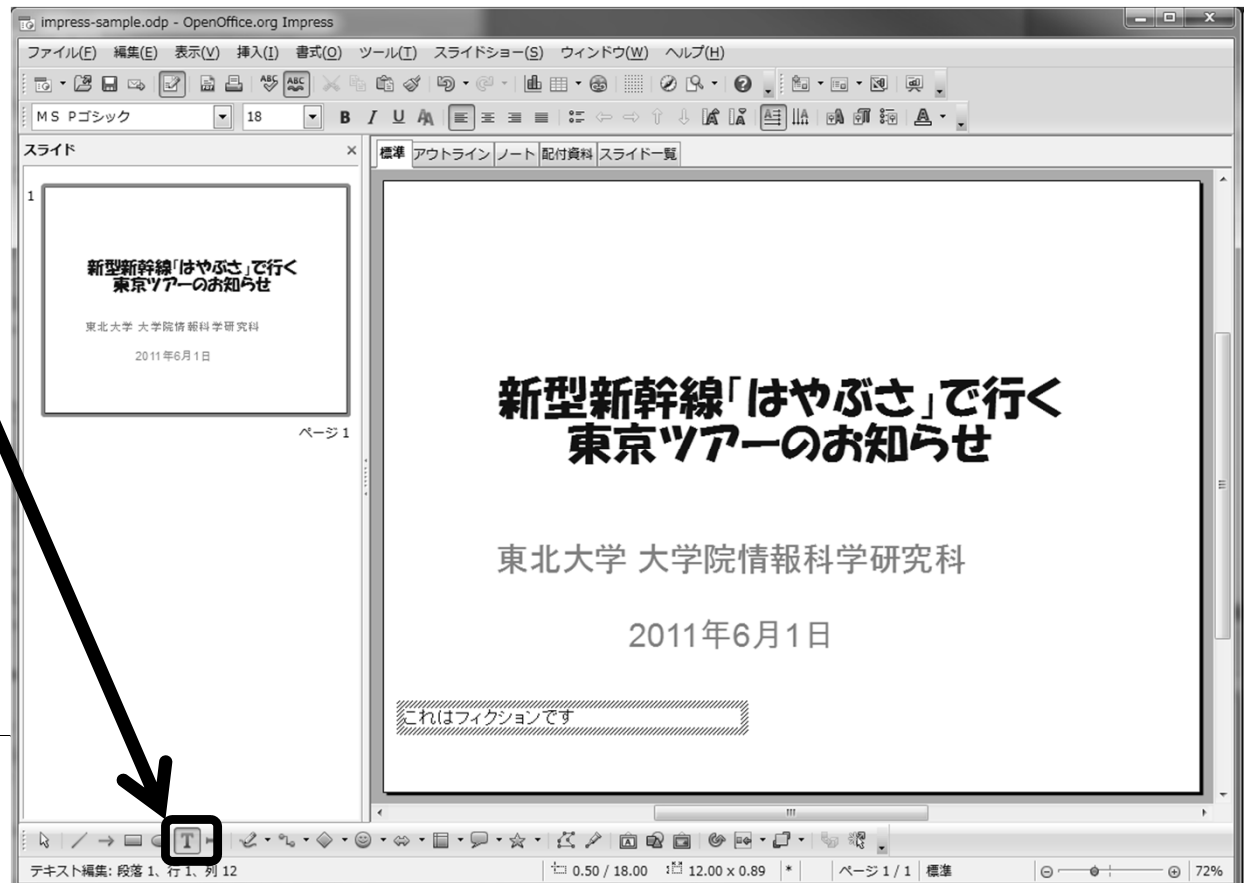 impress-sample.odp - OpenOffice.org Impress
ファイル(F) 編集(E) 表示(V) 挿入(I) 書式(O) ツール(T) スライドショー(S) ウィンドウ(W) ヘルプ(H)
ＭＳ Ｐゴシック 18 B I U
スライド ×
標準 アウトライン ノート 配付資料 スライド一覧
1
新型新幹線「はやぶさ」で行く
東京ツアーのお知らせ
東北大学 大学院情報科学研究科
2011年6月1日
ページ 1
新型新幹線「はやぶさ」で行く
東京ツアーのお知らせ
東北大学 大学院情報科学研究科
2011年6月1日
これはフィクションです
T
テキスト編集: 段落 1、行 1、列 12 0.50 / 18.00 12.00 x 0.89 * ページ 1 / 1 標準 72%